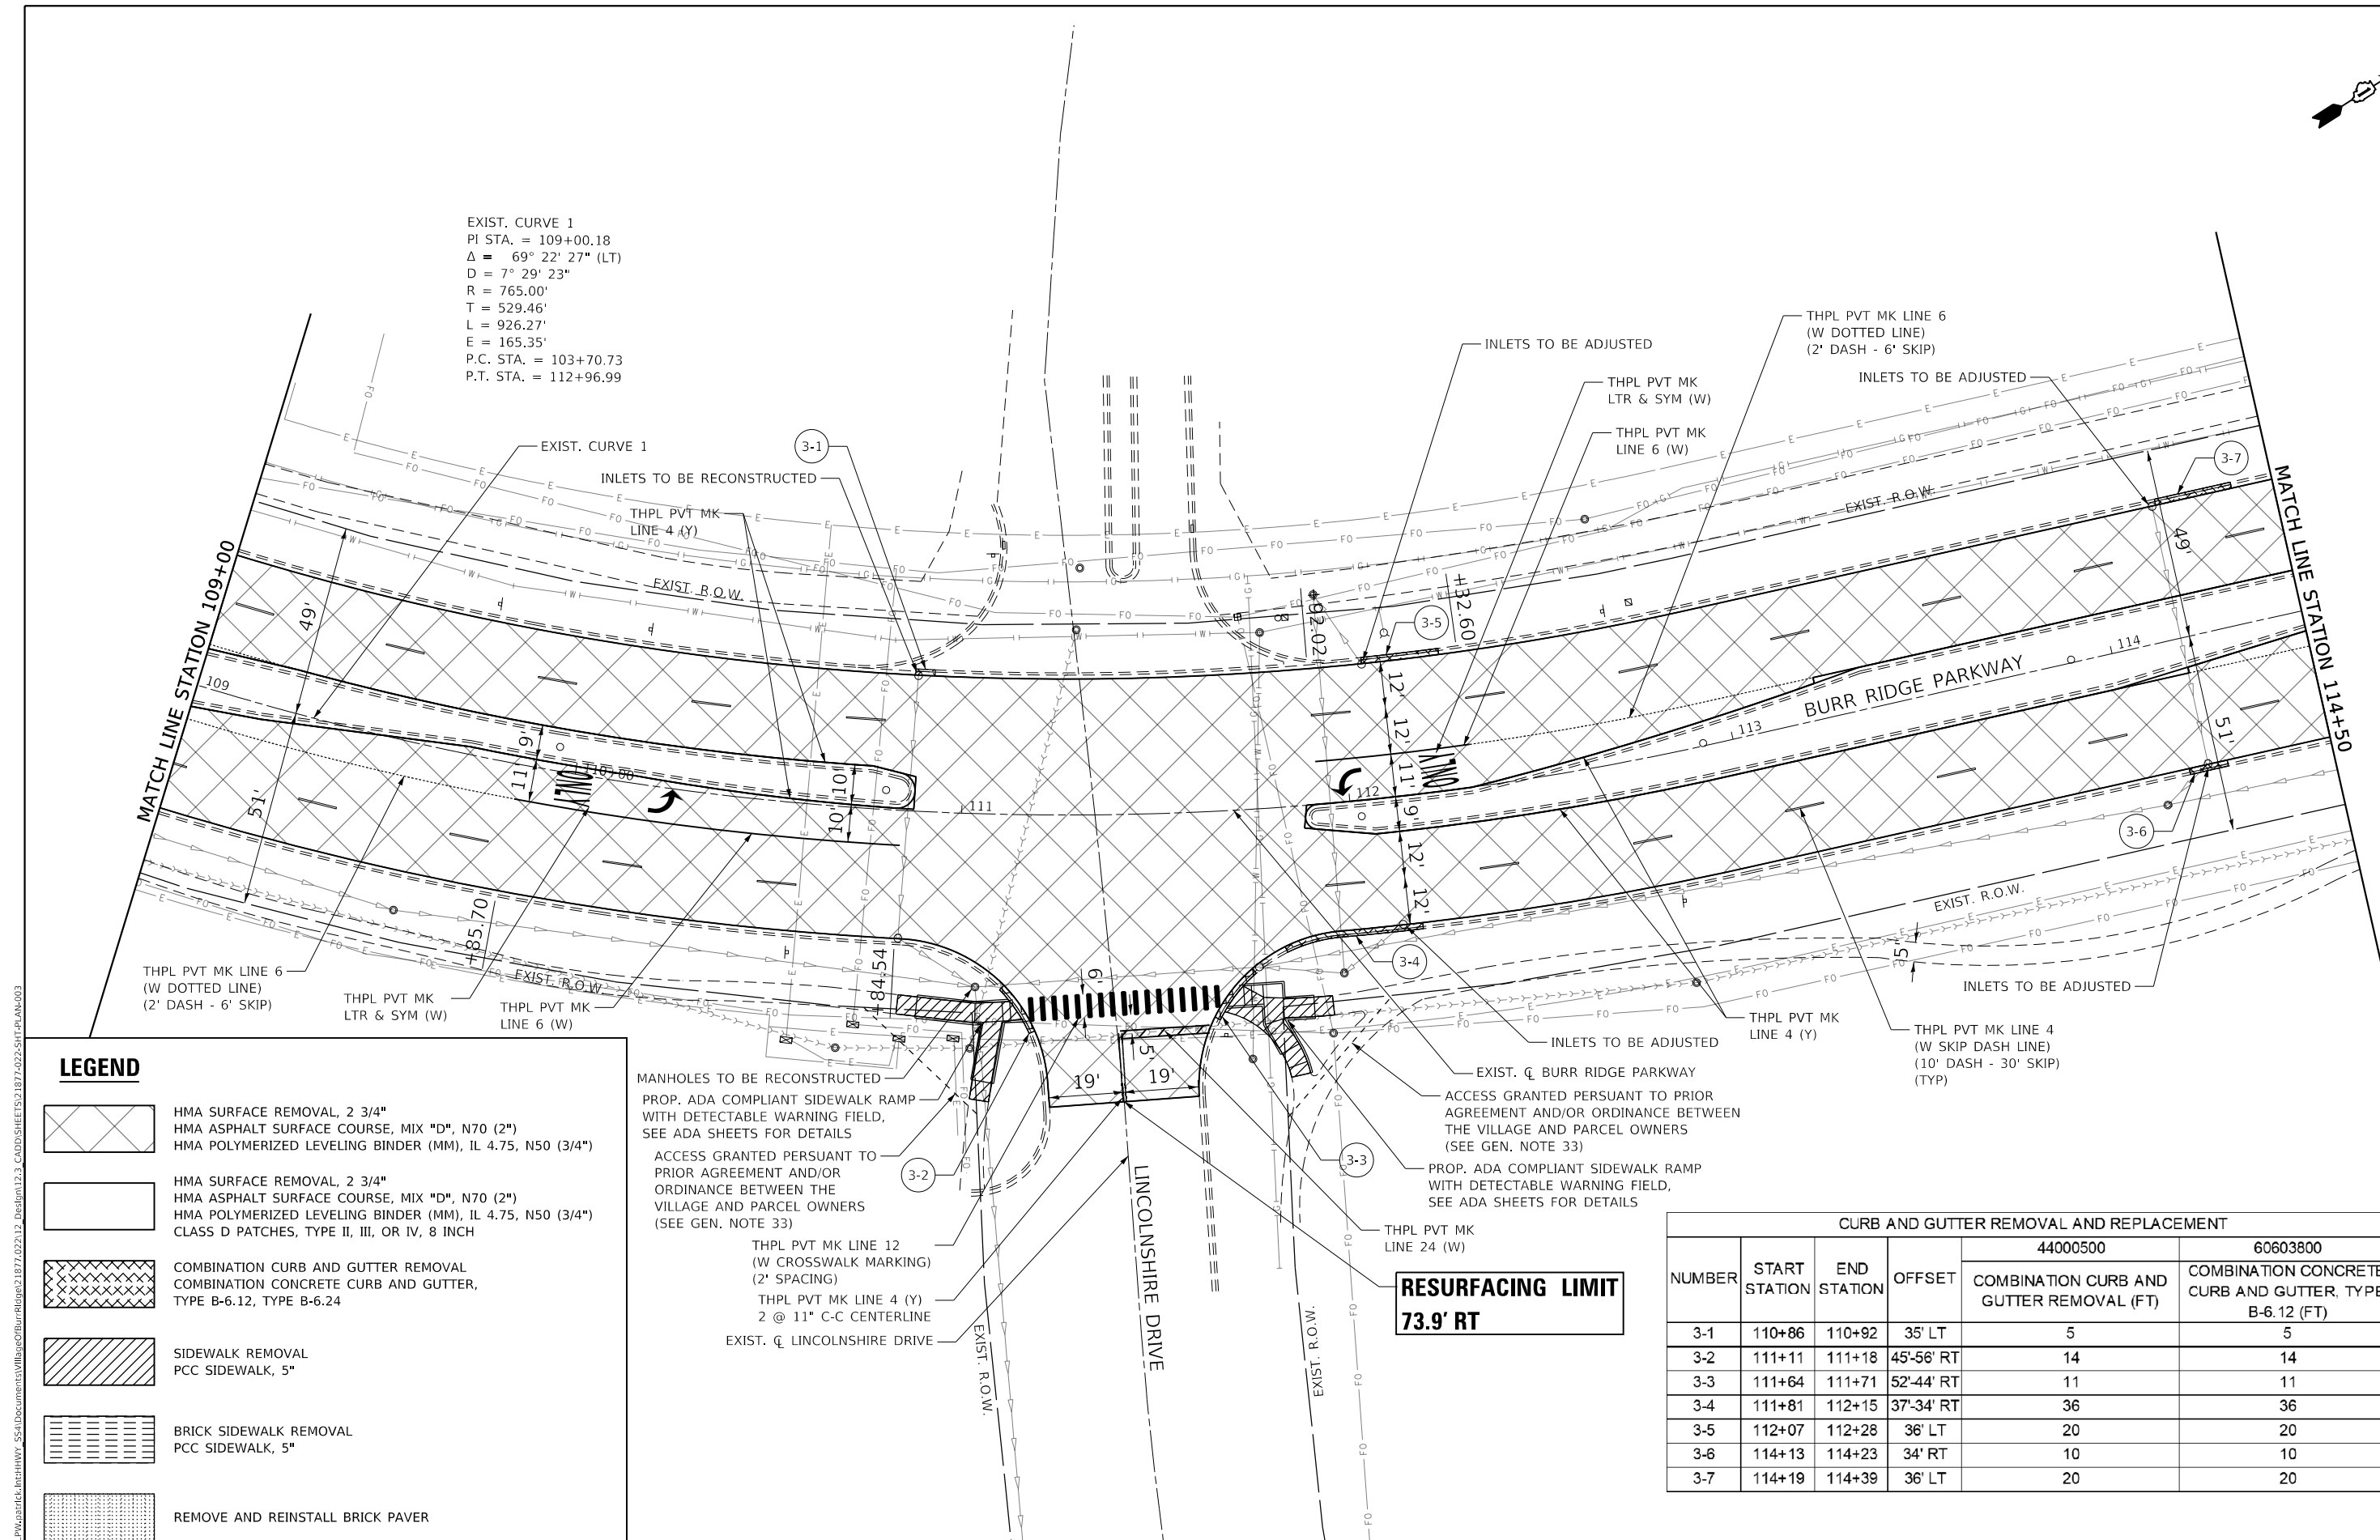 EXIST. CURVE 1
PI STA. = 109+00.18
Δ = 69° 22' 27" (LT)
D = 7° 29' 23"
R = 765.00'
T = 529.46'
L = 926.27'
E = 165.35'
P.C. STA. = 103+70.73
P.T. STA. = 112+96.99
EXIST. CURVE 1
3-1
INLETS TO BE RECONSTRUCTED
THPL PVT MK
LINE 4 (Y)
EXIST. R.O.W.
INLETS TO BE ADJUSTED
THPL PVT MK
LTR & SYM (W)
THPL PVT MK
LINE 6 (W)
THPL PVT MK LINE 6
(W DOTTED LINE)
(2' DASH - 6' SKIP)
INLETS TO BE ADJUSTED
3-7
EXIST. R.O.W.
MATCH LINE STATION 109+00
MATCH LINE STATION 114+50
49'
51'
109
9'
11'
110+00
10'
10'
111
+92.02
3-5
+32.60
12'
12'
11'
9'
12'
12'
112
113
114
BURR RIDGE PARKWAY
49'
51'
3-6
+85.70
+84.54
EXIST. R.O.W.
6'
3-4
5'
EXIST. R.O.W.
THPL PVT MK LINE 6
(W DOTTED LINE)
(2' DASH - 6' SKIP)
THPL PVT MK
LTR & SYM (W)
THPL PVT MK
LINE 6 (W)
INLETS TO BE ADJUSTED
THPL PVT MK
LINE 4 (Y)
THPL PVT MK LINE 4
(W SKIP DASH LINE)
(10' DASH - 30' SKIP)
(TYP)
INLETS TO BE ADJUSTED
EXIST. ℄ BURR RIDGE PARKWAY
ACCESS GRANTED PERSUANT TO PRIOR
AGREEMENT AND/OR ORDINANCE BETWEEN
THE VILLAGE AND PARCEL OWNERS
(SEE GEN. NOTE 33)
3-3
PROP. ADA COMPLIANT SIDEWALK RAMP
WITH DETECTABLE WARNING FIELD,
SEE ADA SHEETS FOR DETAILS
THPL PVT MK
LINE 24 (W)
RESURFACING LIMIT
73.9' RT
5'
19'
19'
MANHOLES TO BE RECONSTRUCTED
PROP. ADA COMPLIANT SIDEWALK RAMP
WITH DETECTABLE WARNING FIELD,
SEE ADA SHEETS FOR DETAILS
ACCESS GRANTED PERSUANT TO
PRIOR AGREEMENT AND/OR
ORDINANCE BETWEEN THE
VILLAGE AND PARCEL OWNERS
(SEE GEN. NOTE 33)
3-2
THPL PVT MK LINE 12
(W CROSSWALK MARKING)
(2' SPACING)
THPL PVT MK LINE 4 (Y)
2 @ 11" C-C CENTERLINE
EXIST. ℄ LINCOLNSHIRE DRIVE
LINCOLNSHIRE DRIVE
EXIST. R.O.W.
EXIST. R.O.W.
LEGEND
HMA SURFACE REMOVAL, 2 3/4"
HMA ASPHALT SURFACE COURSE, MIX "D", N70 (2")
HMA POLYMERIZED LEVELING BINDER (MM), IL 4.75, N50 (3/4")
HMA SURFACE REMOVAL, 2 3/4"
HMA ASPHALT SURFACE COURSE, MIX "D", N70 (2")
HMA POLYMERIZED LEVELING BINDER (MM), IL 4.75, N50 (3/4")
CLASS D PATCHES, TYPE II, III, OR IV, 8 INCH
COMBINATION CURB AND GUTTER REMOVAL
COMBINATION CONCRETE CURB AND GUTTER,
TYPE B-6.12, TYPE B-6.24
SIDEWALK REMOVAL
PCC SIDEWALK, 5"
BRICK SIDEWALK REMOVAL
PCC SIDEWALK, 5"
REMOVE AND REINSTALL BRICK PAVER
CURB AND GUTTER REMOVAL AND REPLACEMENT
NUMBER START STATION END STATION OFFSET 44000500 COMBINATION CURB AND GUTTER REMOVAL (FT) 60603800 COMBINATION CONCRETE CURB AND GUTTER, TYPE B-6.12 (FT)
3-1 110+86 110+92 35' LT 5 5
3-2 111+11 111+18 45'-56' RT 14 14
3-3 111+64 111+71 52'-44' RT 11 11
3-4 111+81 112+15 37'-34' RT 36 36
3-5 112+07 112+28 36' LT 20 20
3-6 114+13 114+23 34' RT 10 10
3-7 114+19 114+39 36' LT 20 20